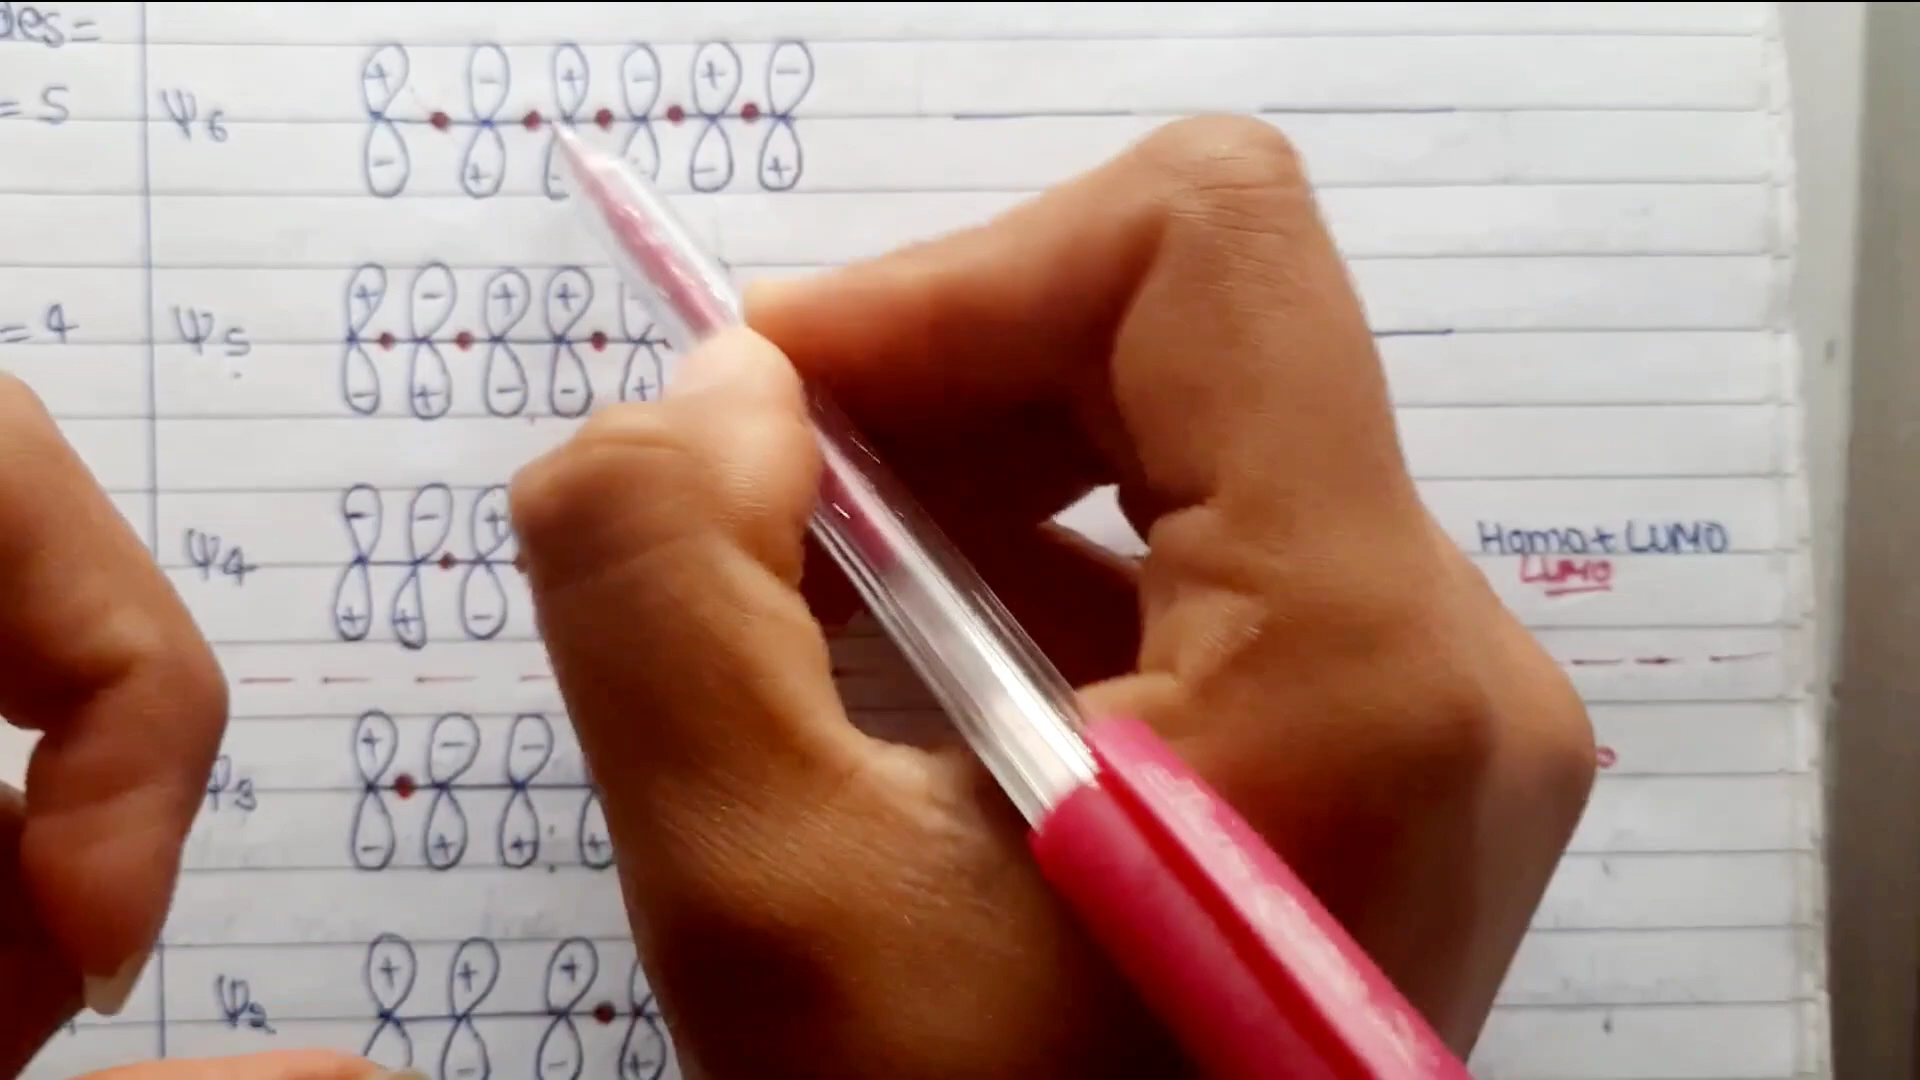 des=
= 5 ψ6 + - + - + -
- + - +
= 4 ψ5 + - + +
- + - - +
ψ4 - - +
+ + -
Homo + LUMO
LUMO
ψ3 + - -
- + + +
ψ2 + + +
- - +